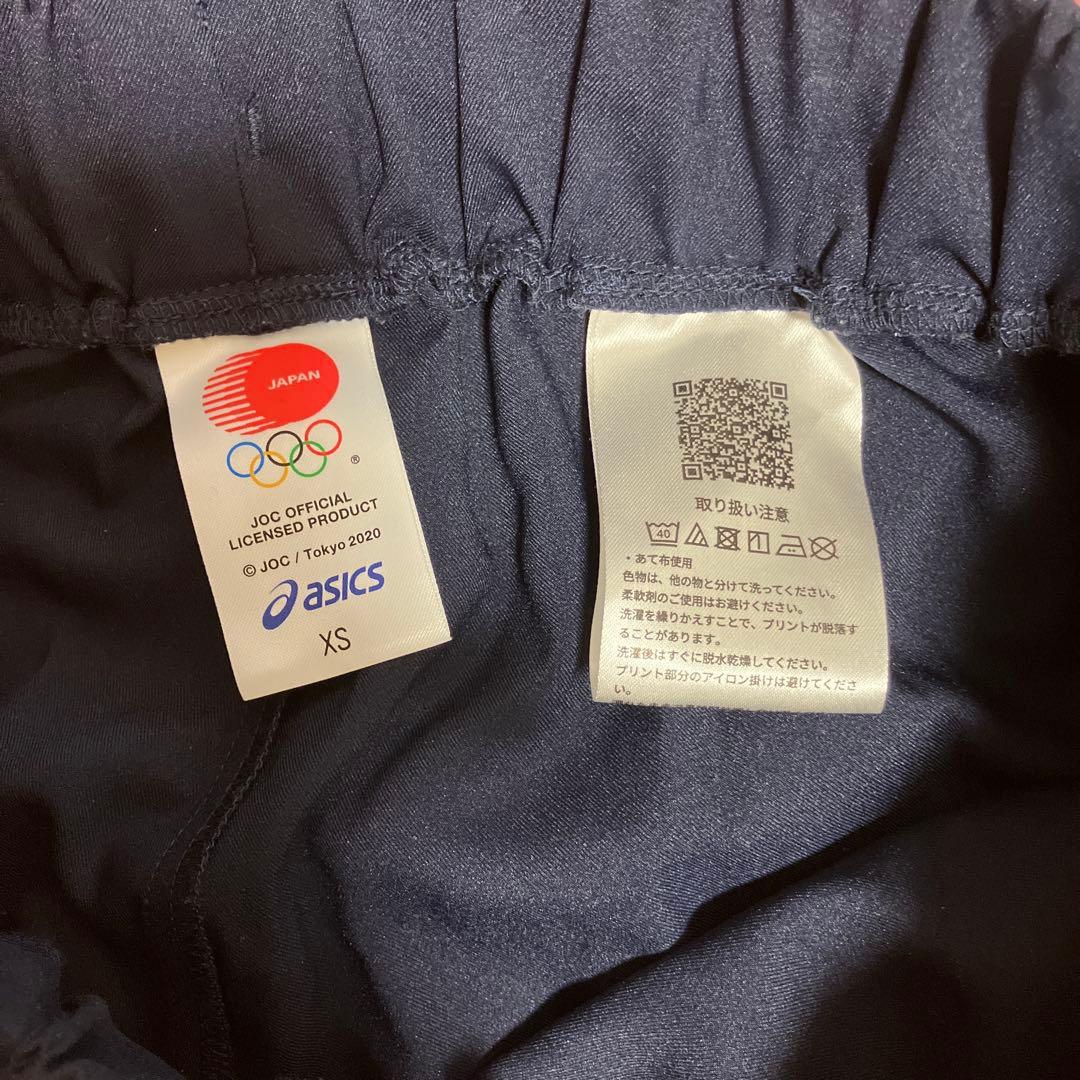 JAPAN
®
JOC OFFICIAL
LICENSED PRODUCT
© JOC / Tokyo 2020
asics
XS
取り扱い注意
40
・あて布使用
色物は、他の物と分けて洗ってください。
柔軟剤のご使用はお避けください。
洗濯を繰りかえすことで、プリントが脱落す
ることがあります。
洗濯後はすぐに脱水乾燥してください。
プリント部分のアイロン掛けは避けてくださ
い。